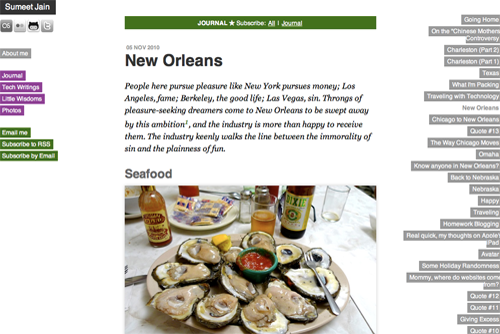 Sumeet Jain
About me
Journal
Tech Writings
Little Wisdoms
Photos
Email me
Subscribe to RSS
Subscribe by Email
JOURNAL ★ Subscribe: All | Journal
05 NOV 2010
New Orleans
People here pursue pleasure like New York pursues money; Los
Angeles, fame; Berkeley, the good life; Las Vegas, sin. Throngs of
pleasure-seeking dreamers come to New Orleans to be swept away
by this ambition¹, and the industry is more than happy to receive
them. The industry keenly walks the line between the immorality of
sin and the plainness of fun.
Seafood
DIXIE
Going Home
On the "Chinese Mothers"
Controversy
Charleston (Part 2)
Charleston (Part 1)
Texas
What I'm Packing
Traveling with Technology
New Orleans
Chicago to New Orleans
Quote #13
The Way Chicago Moves
Omaha
Know anyone in New Orleans?
Back to Nebraska
Nebraska
Happy
Traveling
Homework Blogging
Real quick, my thoughts on Apple's
iPad
Avatar
Some Holiday Randomness
Mommy, where do websites come
from?
Quote #12
Quote #11
Giving Excess
Quote #10